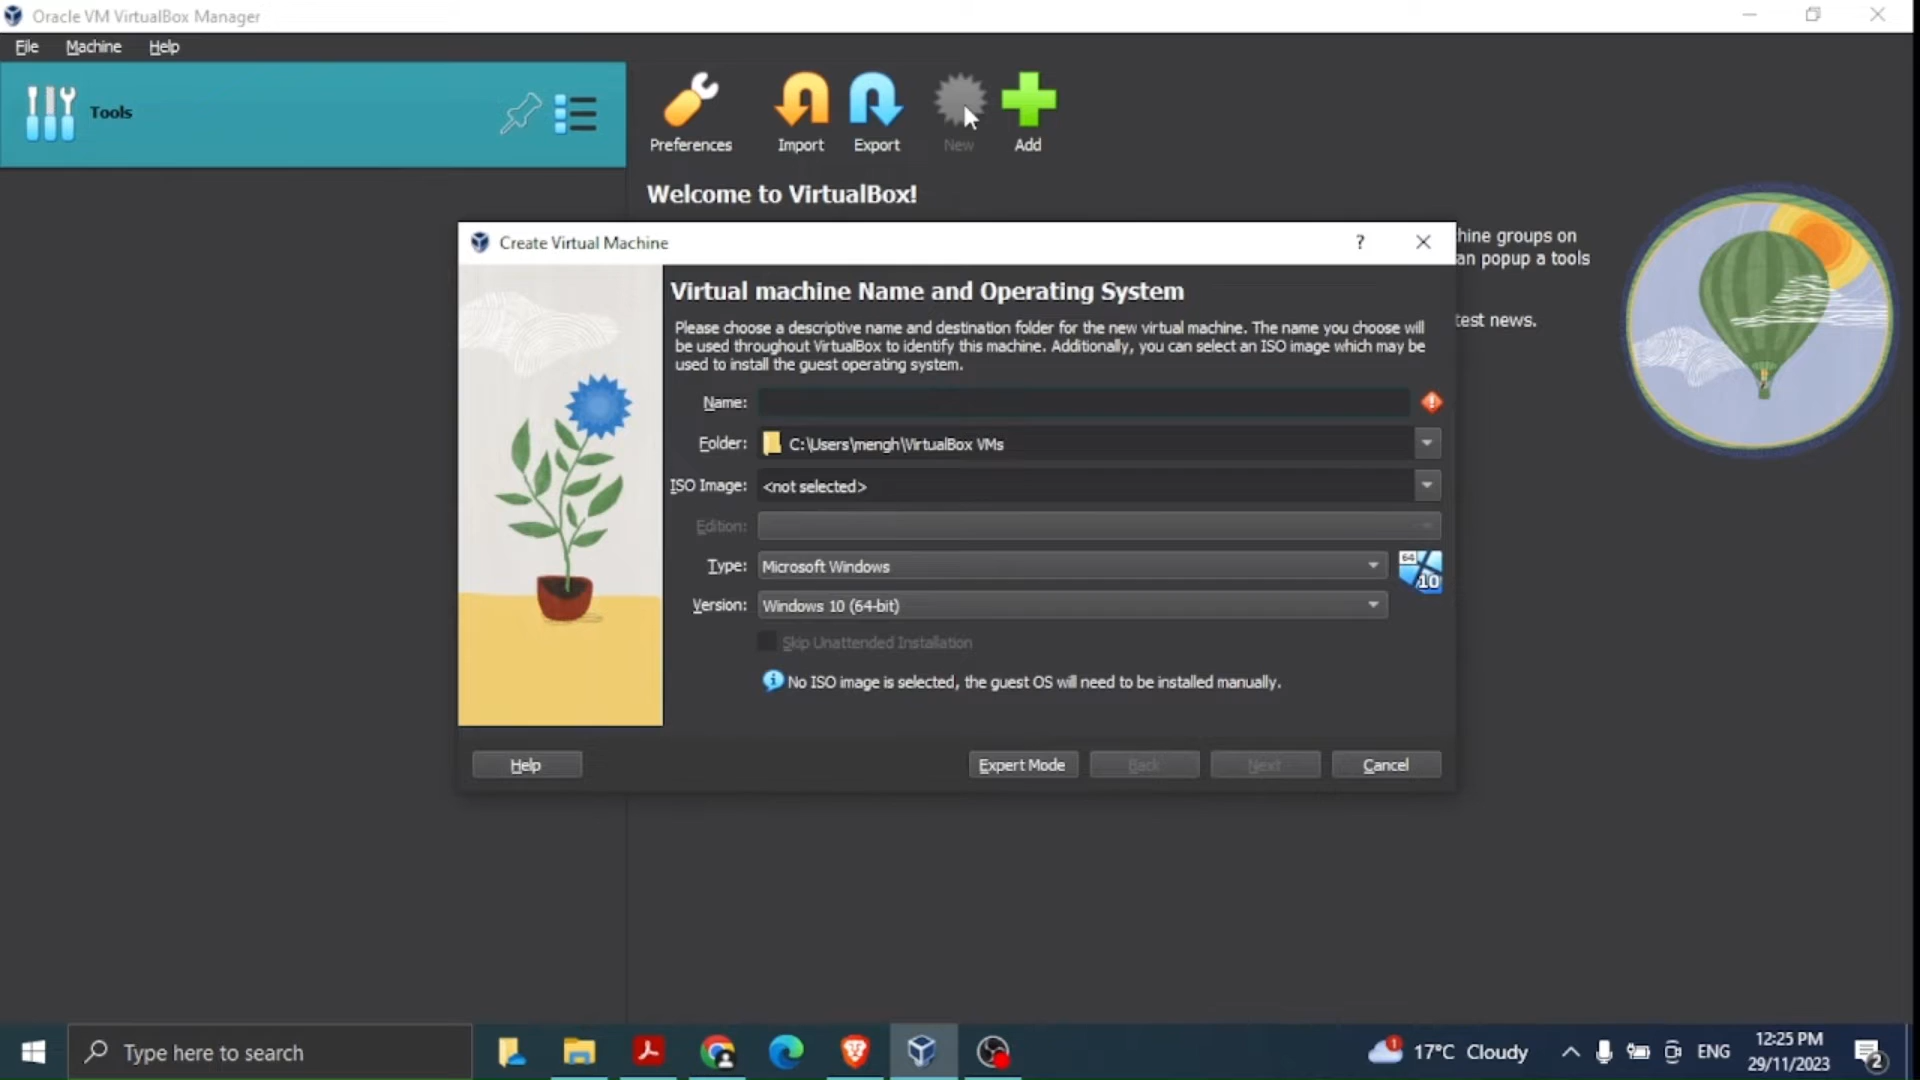 Oracle VM VirtualBox Manager
File Machine Help
Tools
Preferences Import Export New Add
Welcome to VirtualBox!
hine groups on
an popup a tools
test news.
Create Virtual Machine ?
Virtual machine Name and Operating System
Please choose a descriptive name and destination folder for the new virtual machine. The name you choose will
be used throughout VirtualBox to identify this machine. Additionally, you can select an ISO image which may be
used to install the guest operating system.
Name:
Folder: C:\Users\mengh\VirtualBox VMs
ISO Image: <not selected>
Edition:
Type: Microsoft Windows
64
10
Version: Windows 10 (64-bit)
Skip Unattended Installation
No ISO image is selected, the guest OS will need to be installed manually.
Help Expert Mode Back Next Cancel
Type here to search
1 17°C Cloudy ENG 12:25 PM
29/11/2023 2